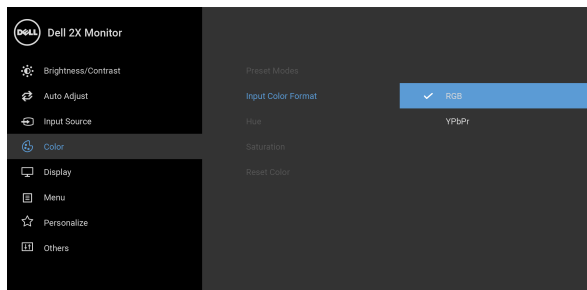 DELL Dell 2X Monitor
Brightness/Contrast
Auto Adjust
Input Source
Color
Display
Menu
Personalize
Others
Preset Modes
Input Color Format
Hue
Saturation
Reset Color
RGB
YPbPr